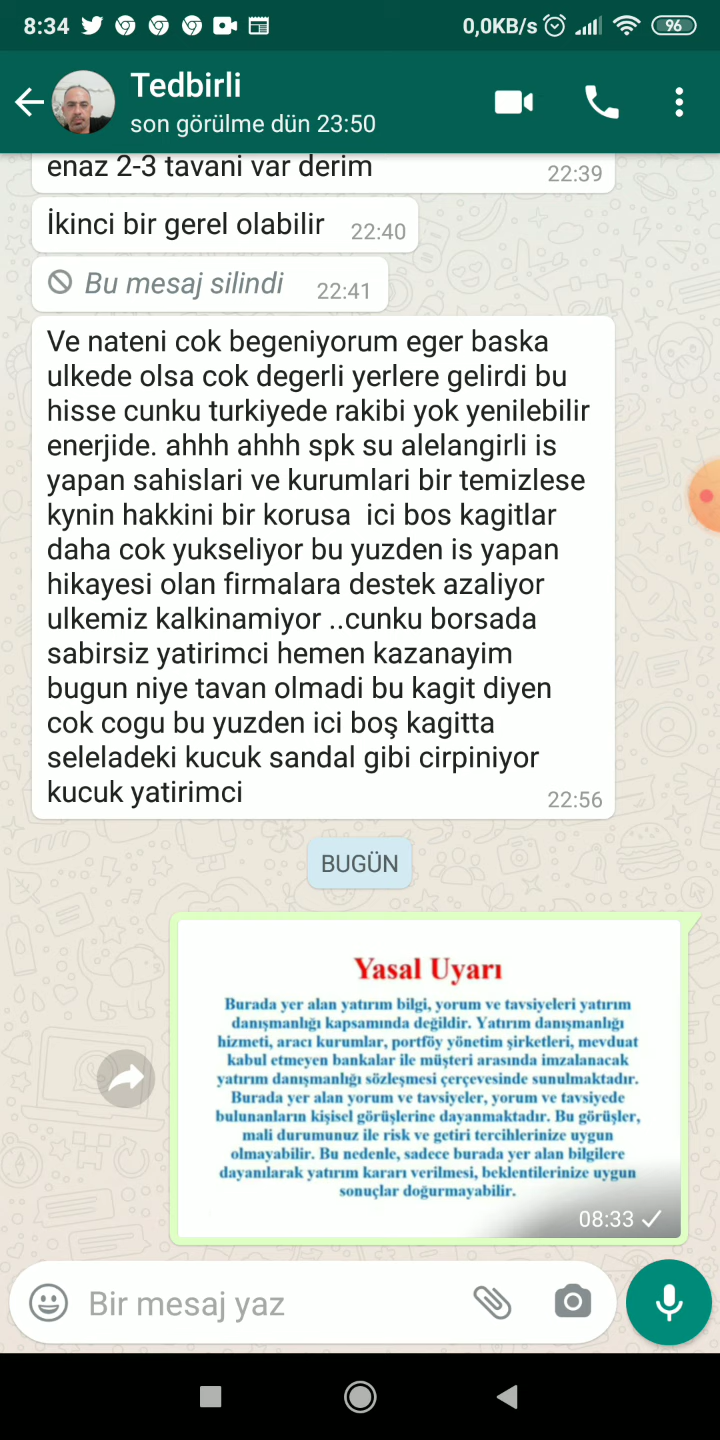 8:34
0,0KB/s
96
Tedbirli
son görülme dün 23:50
enaz 2-3 tavani var derim
22:39
İkinci bir gerel olabilir 22:40
Bu mesaj silindi 22:41
Ve nateni cok begeniyorum eger baska
ulkede olsa cok degerli yerlere gelirdi bu
hisse cunku turkiyede rakibi yok yenilebilir
enerjide. ahhh ahhh spk su alelangirli is
yapan sahislari ve kurumlari bir temizlese
kynin hakkini bir korusa  ici bos kagitlar
daha cok yukseliyor bu yuzden is yapan
hikayesi olan firmalara destek azaliyor
ulkemiz kalkinamiyor ..cunku borsada
sabirsiz yatirimci hemen kazanayim
bugun niye tavan olmadi bu kagit diyen
cok cogu bu yuzden ici boş kagitta
seleladeki kucuk sandal gibi cirpiniyor
kucuk yatirimci
22:56
BUGÜN
Yasal Uyarı
Burada yer alan yatırım bilgi, yorum ve tavsiyeleri yatırım
danışmanlığı kapsamında değildir. Yatırım danışmanlığı
hizmeti, aracı kurumlar, portföy yönetim şirketleri, mevduat
kabul etmeyen bankalar ile müşteri arasında imzalanacak
yatırım danışmanlığı sözleşmesi çerçevesinde sunulmaktadır.
Burada yer alan yorum ve tavsiyeler, yorum ve tavsiyede
bulunanların kişisel görüşlerine dayanmaktadır. Bu görüşler,
mali durumunuz ile risk ve getiri tercihlerinize uygun
olmayabilir. Bu nedenle, sadece burada yer alan bilgilere
dayanılarak yatırım kararı verilmesi, beklentilerinize uygun
sonuçlar doğurmayabilir.
08:33
Bir mesaj yaz